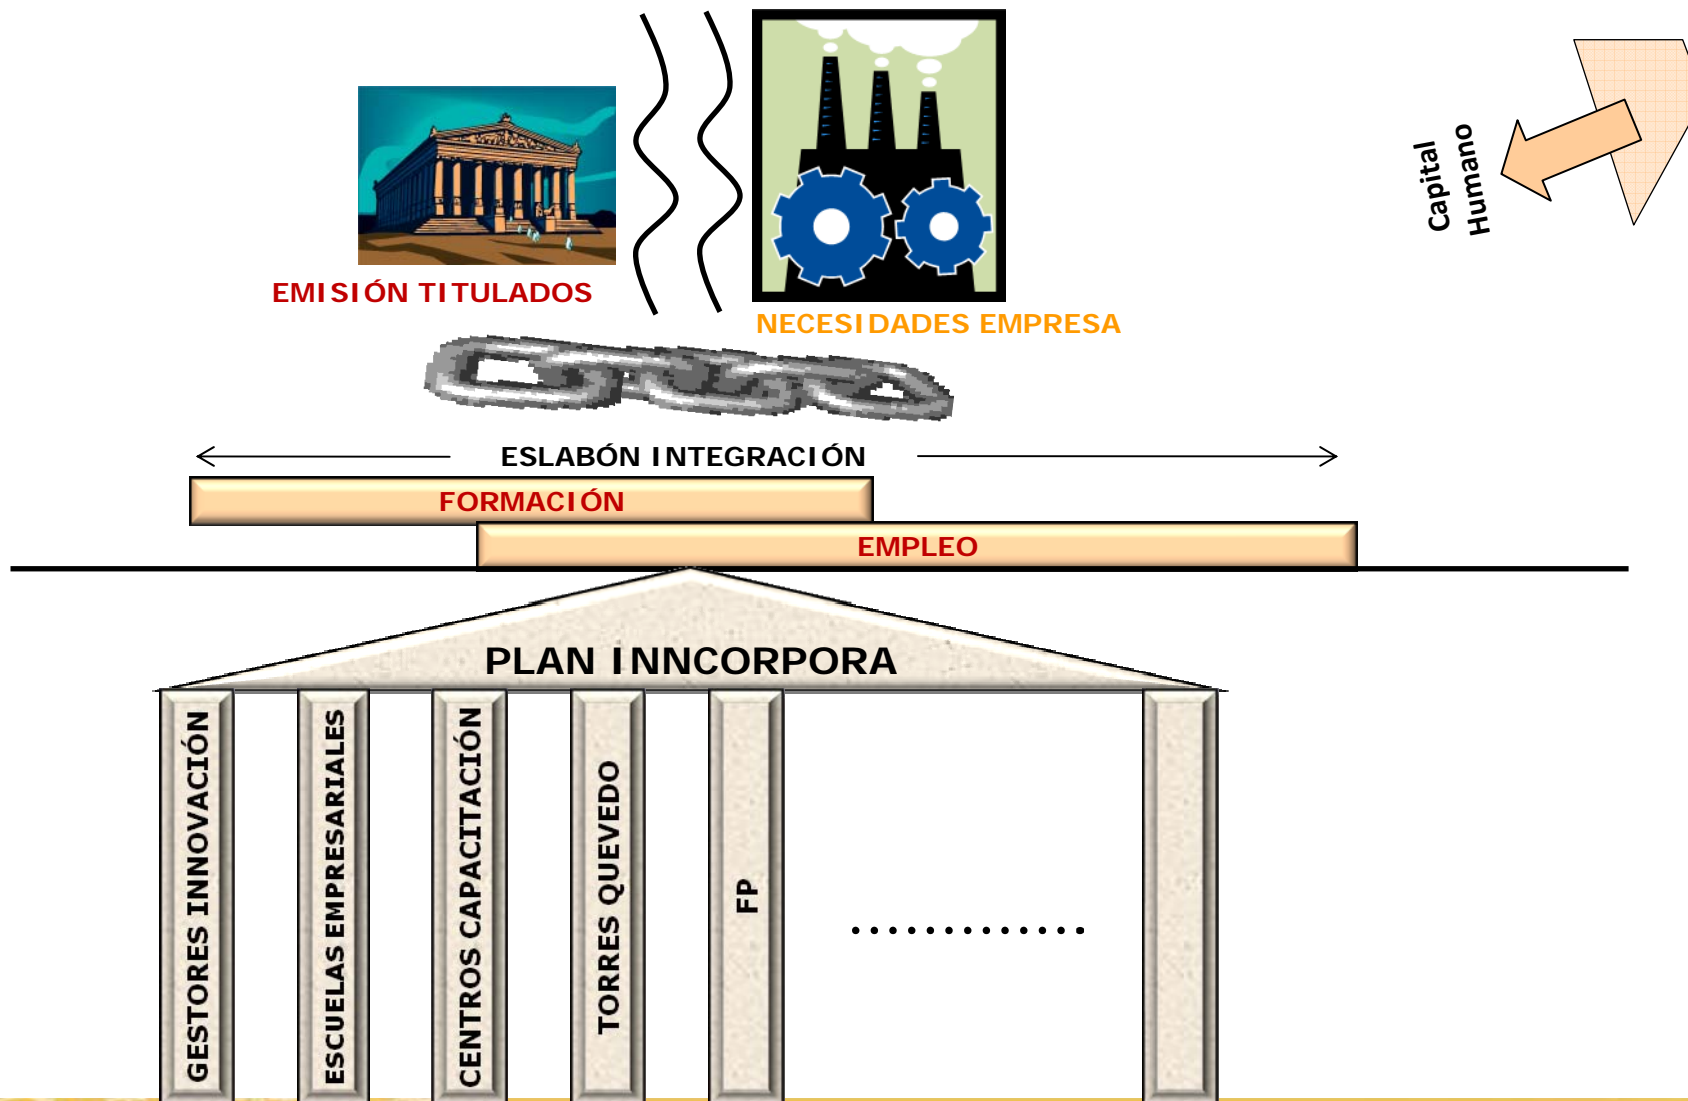 Capital
Humano
EMISIÓN TITULADOS
NECESIDADES EMPRESA
ESLABÓN INTEGRACIÓN
FORMACIÓN
EMPLEO
PLAN INNCORPORA
GESTORES INNOVACIÓN
ESCUELAS EMPRESARIALES
CENTROS CAPACITACIÓN
TORRES QUEVEDO
FP
.............